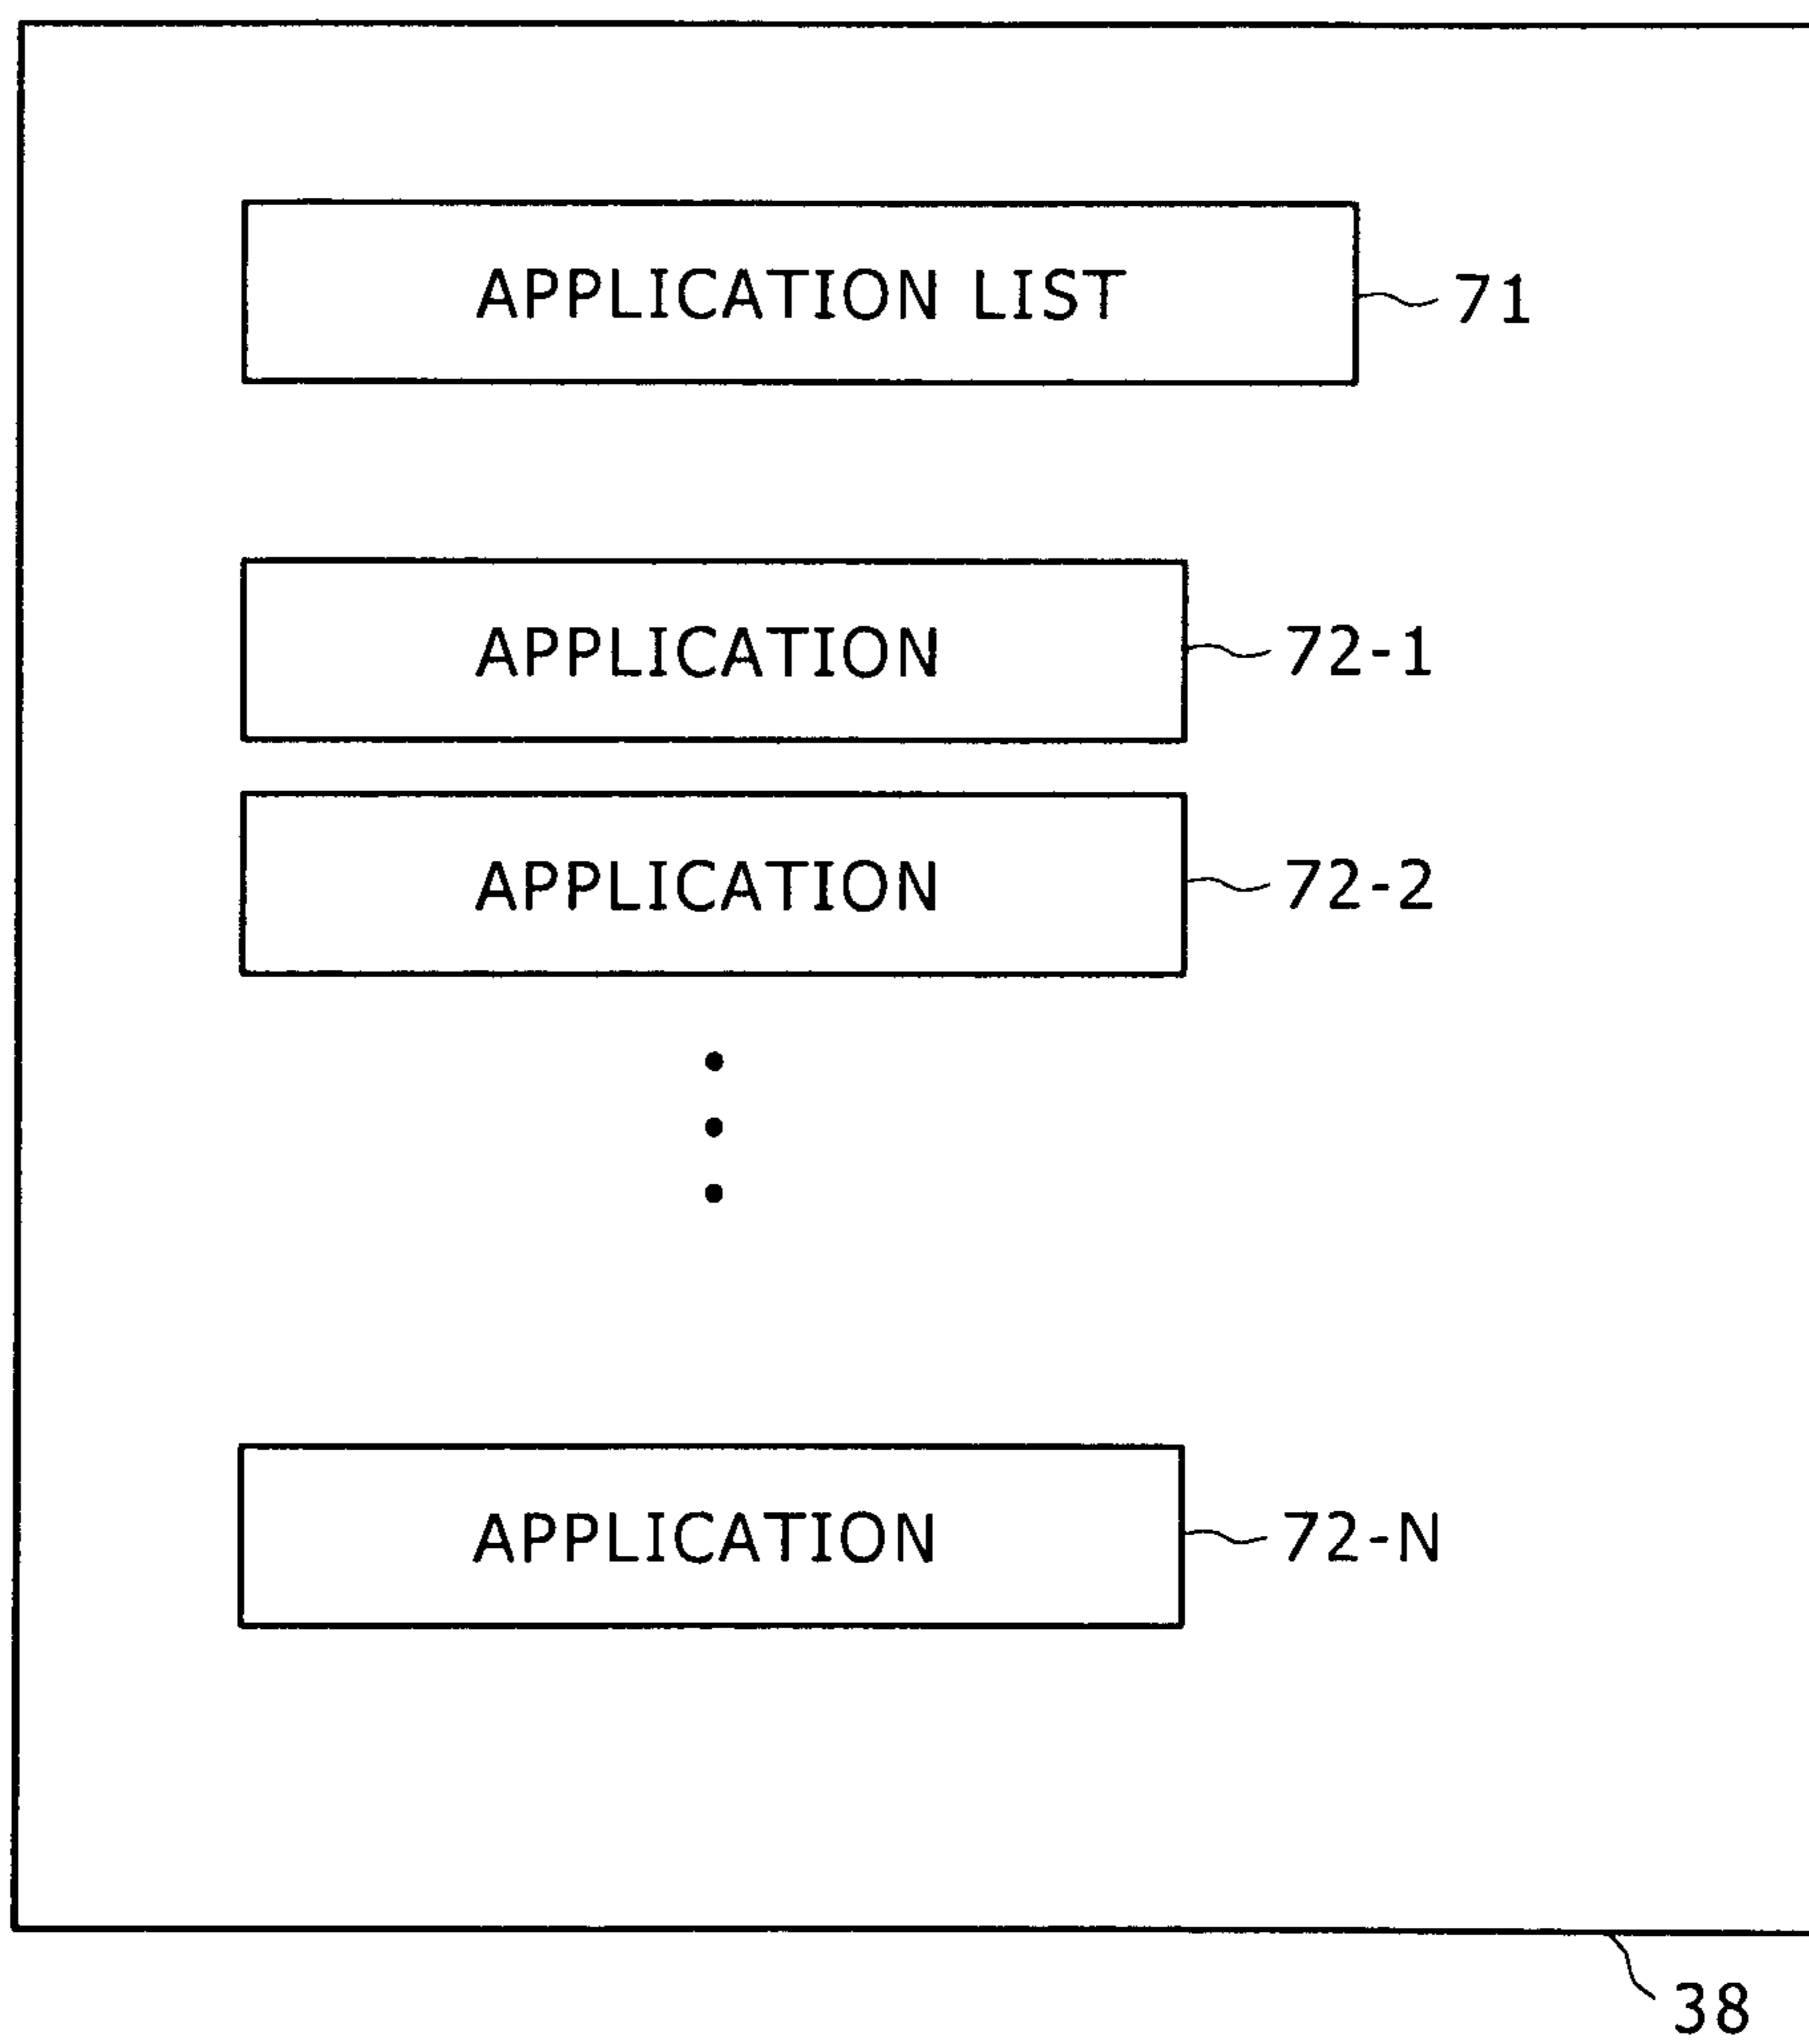 APPLICATION LIST 71
APPLICATION 72-1
APPLICATION 72-2
APPLICATION 72-N
38